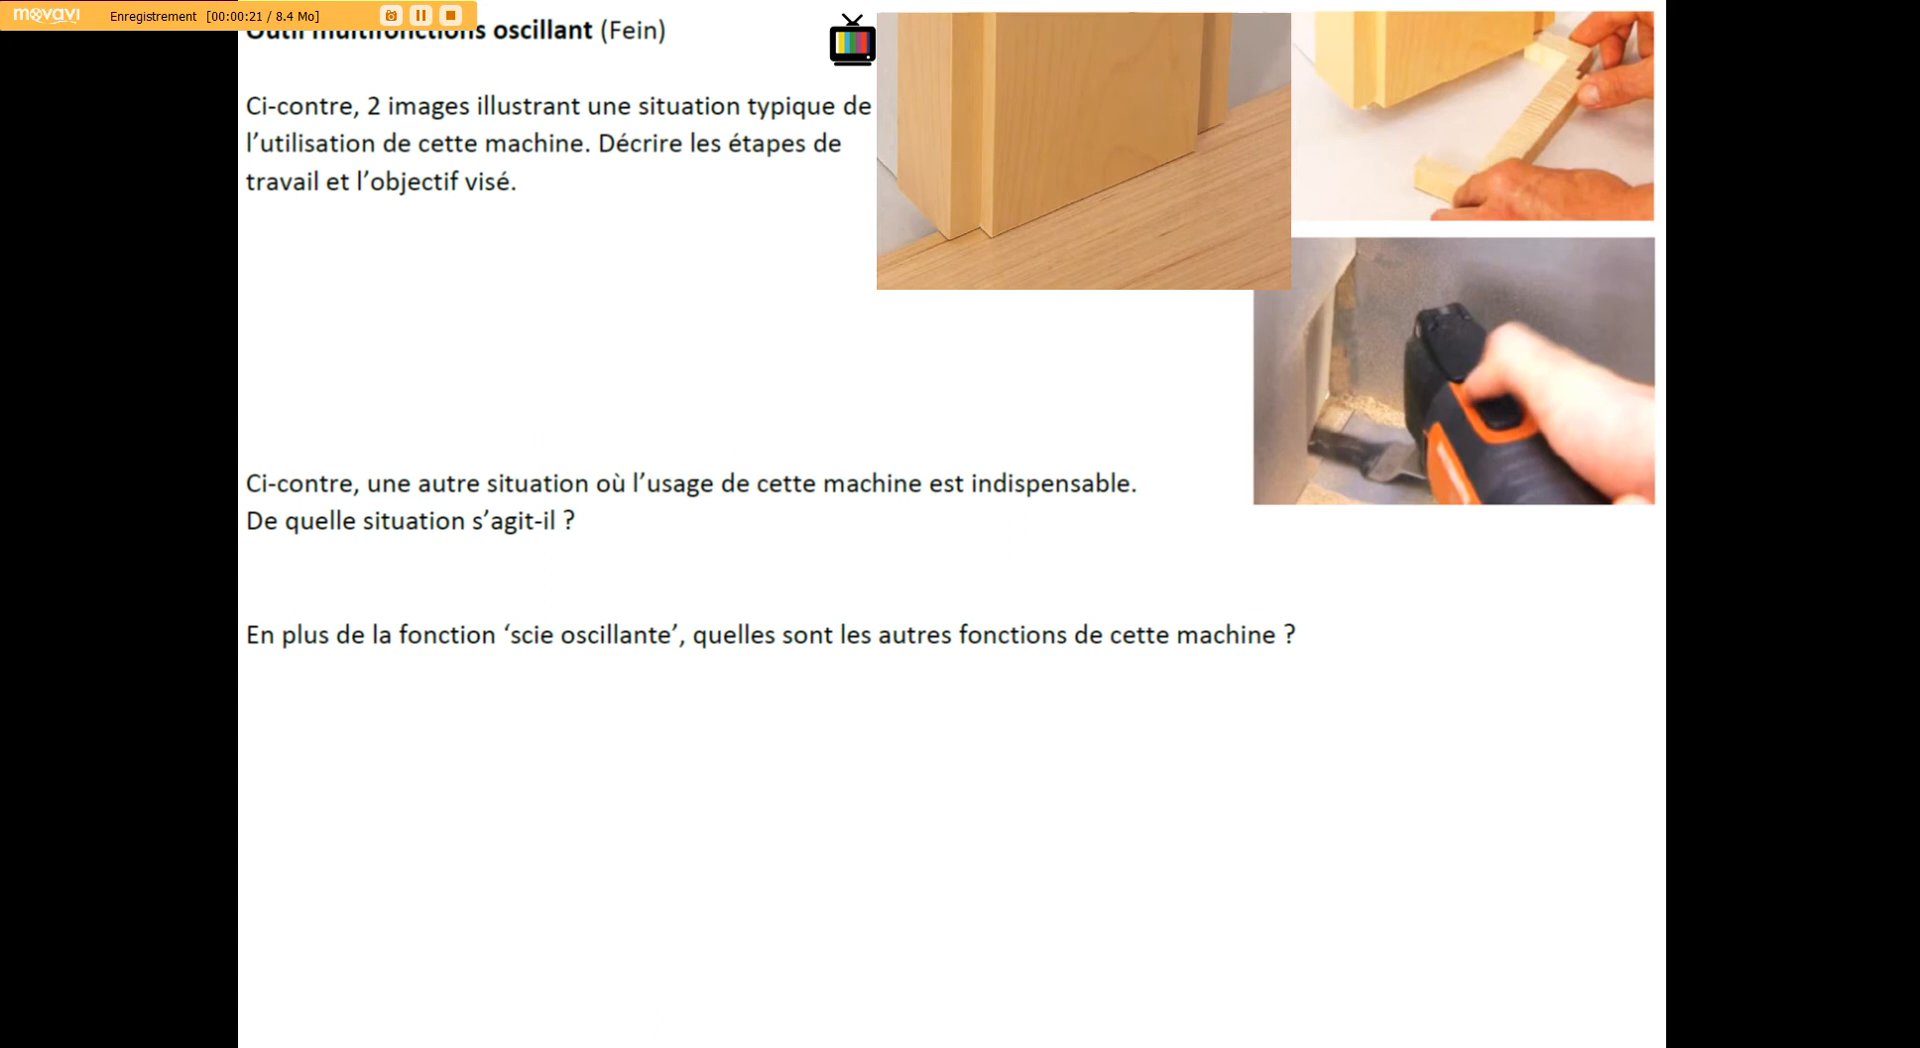 movavi Enregistrement [00:00:21 / 8.4 Mo]
Outil multifonctions oscillant (Fein)
Ci-contre, 2 images illustrant une situation typique de
l’utilisation de cette machine. Décrire les étapes de
travail et l’objectif visé.
Ci-contre, une autre situation où l’usage de cette machine est indispensable.
De quelle situation s’agit-il ?
En plus de la fonction ‘scie oscillante’, quelles sont les autres fonctions de cette machine ?